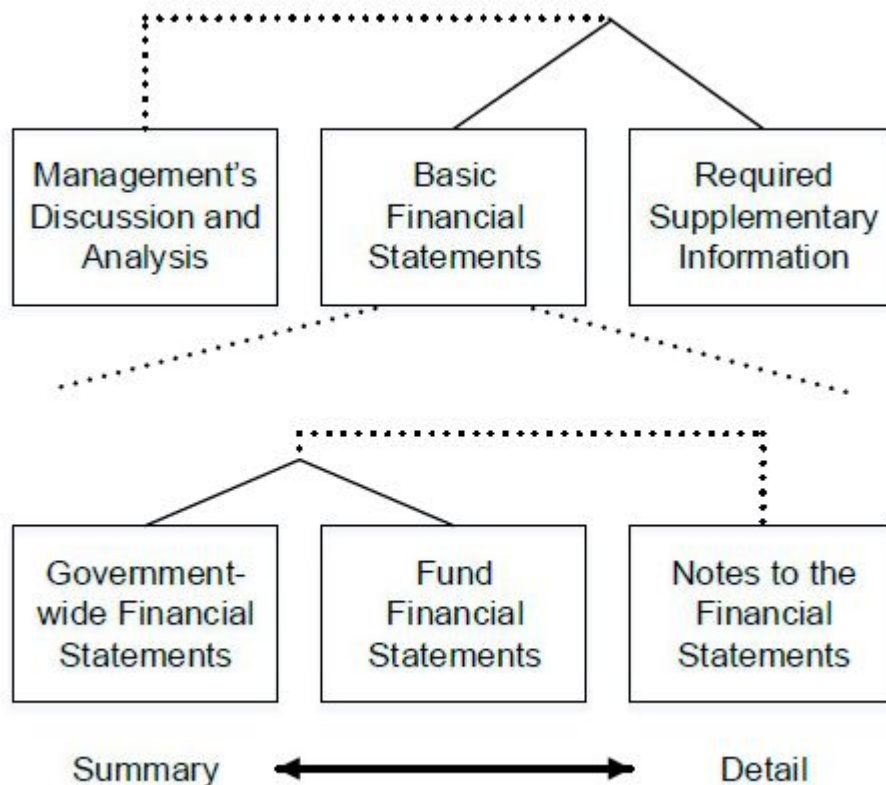 Management's
Discussion and
Analysis
Basic
Financial
Statements
Required
Supplementary
Information
Government-
wide Financial
Statements
Fund
Financial
Statements
Notes to the
Financial
Statements
Summary
Detail